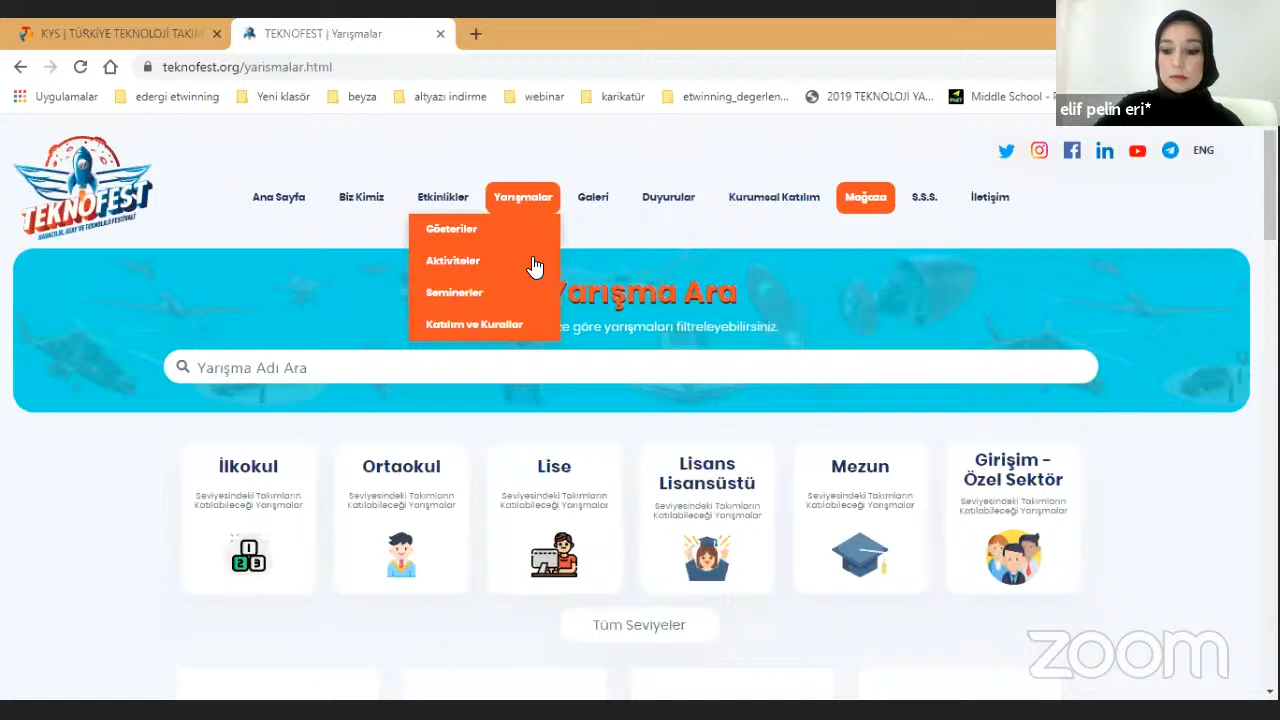 KYS | TÜRKİYE TEKNOLOJİ TAKIM
TEKNOFEST | Yarışmalar
teknofest.org/yarismalar.html
elif pelin eri*
Uygulamalar
edergi etwinning
Yeni klasör
beyza
altyazı indirme
webinar
karikatür
etwinning_degerlen...
2019 TEKNOLOJİ YA...
Middle School - P
ENG
TEKNOFEST
HAVACILIK, UZAY VE TEKNOLOJİ FESTİVALİ
Ana Sayfa
Biz Kimiz
Etkinlikler
Yarışmalar
Galeri
Duyurular
Kurumsal Katılım
Mağaza
S.S.S.
İletişim
Gösteriler
Aktiviteler
Seminerler
Katılım ve Kurallar
Yarışma Ara
ze göre yarışmaları filtreleyebilirsiniz.
Yarışma Adı Ara
İlkokul
Seviyesindeki Takımların
Katılabileceği Yarışmalar
Ortaokul
Seviyesindeki Takımların
Katılabileceği Yarışmalar
Lise
Seviyesindeki Takımların
Katılabileceği Yarışmalar
Lisans
Lisansüstü
Seviyesindeki Takımların
Katılabileceği Yarışmalar
Mezun
Seviyesindeki Takımların
Katılabileceği Yarışmalar
Girişim -
Özel Sektör
Seviyesindeki Takımların
Katılabileceği Yarışmalar
Tüm Seviyeler
zoom